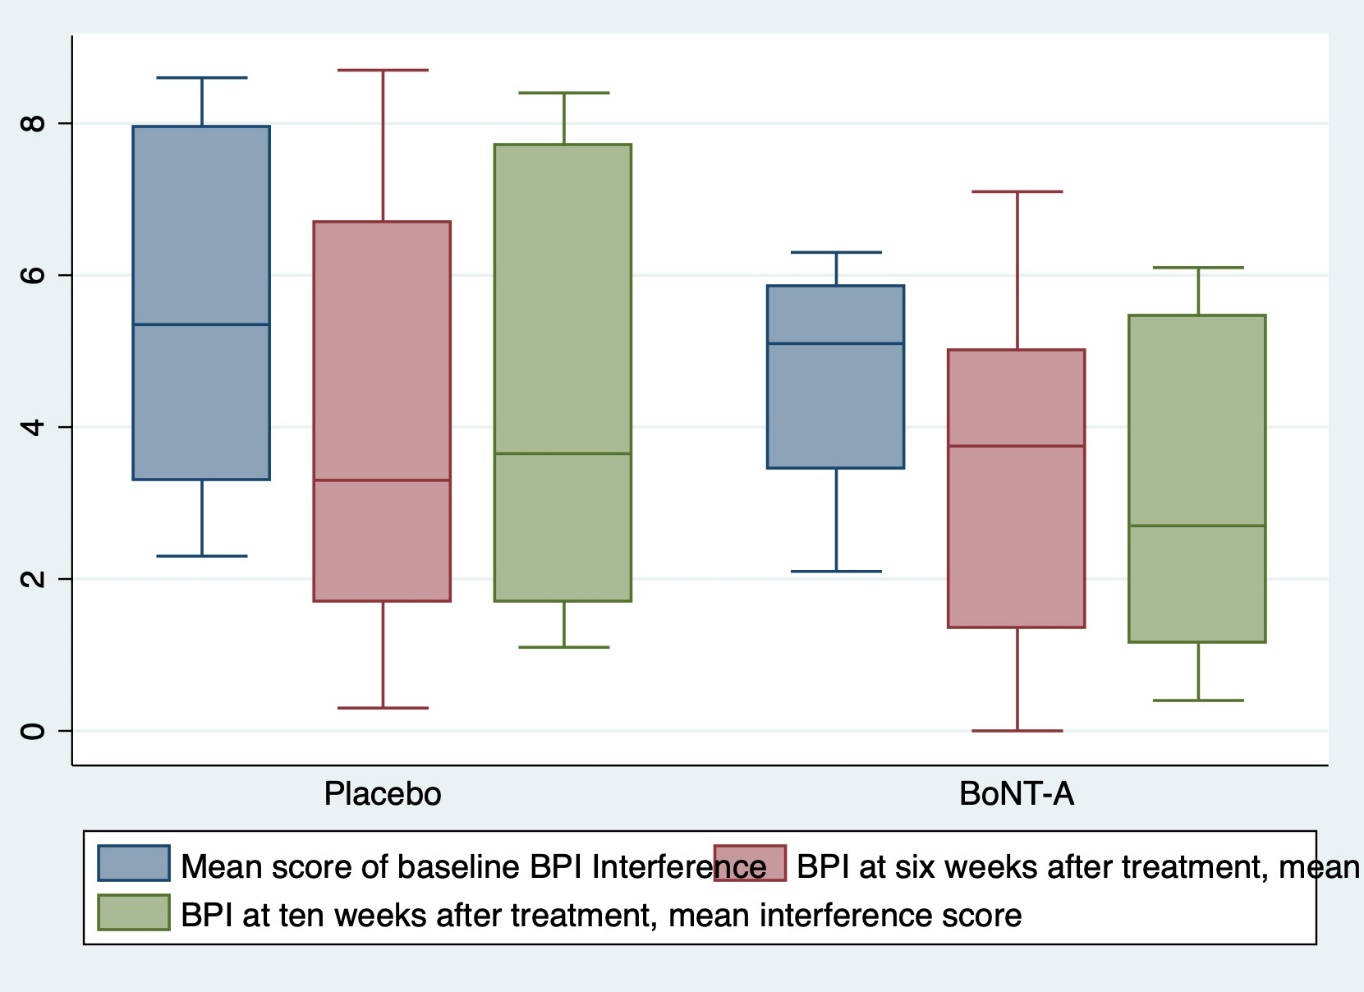 8
6
4
2
0
Placebo BoNT-A
Mean score of baseline BPI Interference BPI at six weeks after treatment, mean
BPI at ten weeks after treatment, mean interference score